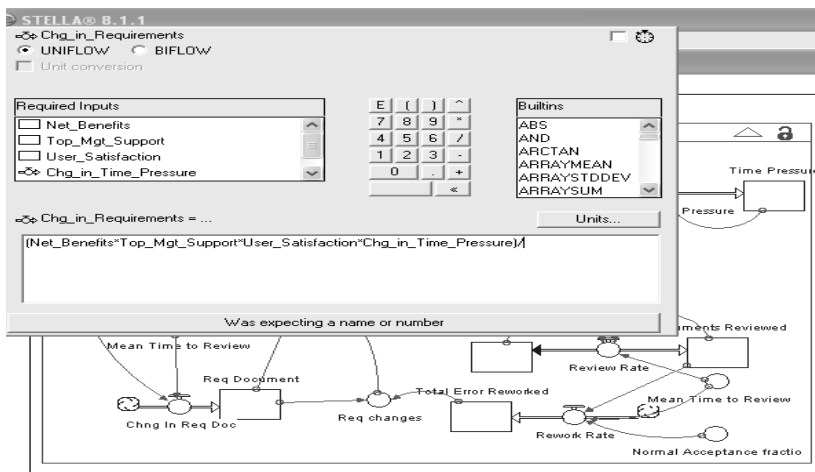 STELLA® 8.1.1
Chg_in_Requirements
UNIFLOW BIFLOW
Unit conversion
Required Inputs
Net_Benefits
Top_Mgt_Support
User_Satisfaction
Chg_in_Time_Pressure
E ( ) ^
7 8 9 *
4 5 6 /
1 2 3 -
0 . +
«
Builtins
ABS
AND
ARCTAN
ARRAYMEAN
ARRAYSTDDEV
ARRAYSUM
Time Pressur
Pressure
Chg_in_Requirements = ...
Units...
(Net_Benefits*Top_Mgt_Support*User_Satisfaction*Chg_in_Time_Pressure)/
Was expecting a name or number
uments Reviewed
Mean Time to Review
Review Rate
Req Document
Total Error Reworked
Mean Time to Review
Chng In Req Doc
Req changes
Rework Rate
Normal Acceptance fractio